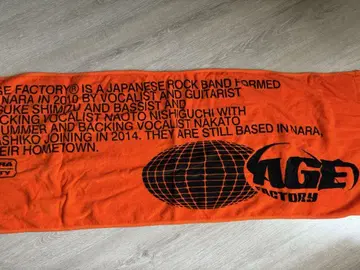 GE FACTORY® IS A JAPANESE ROCK BAND FORMED
NARA IN 2010 BY VOCALIST AND GUITARIST
SUKE SHIMIZU AND BASSIST AND
CKING VOCALIST NAOTO NISHIGUCHI WITH
UMMER AND BACKING VOCALIST NAKATO
ASHIKO JOINING IN 2014. THEY ARE STILL BASED IN NARA,
EIR HOMETOWN.
AGE
FACTORY